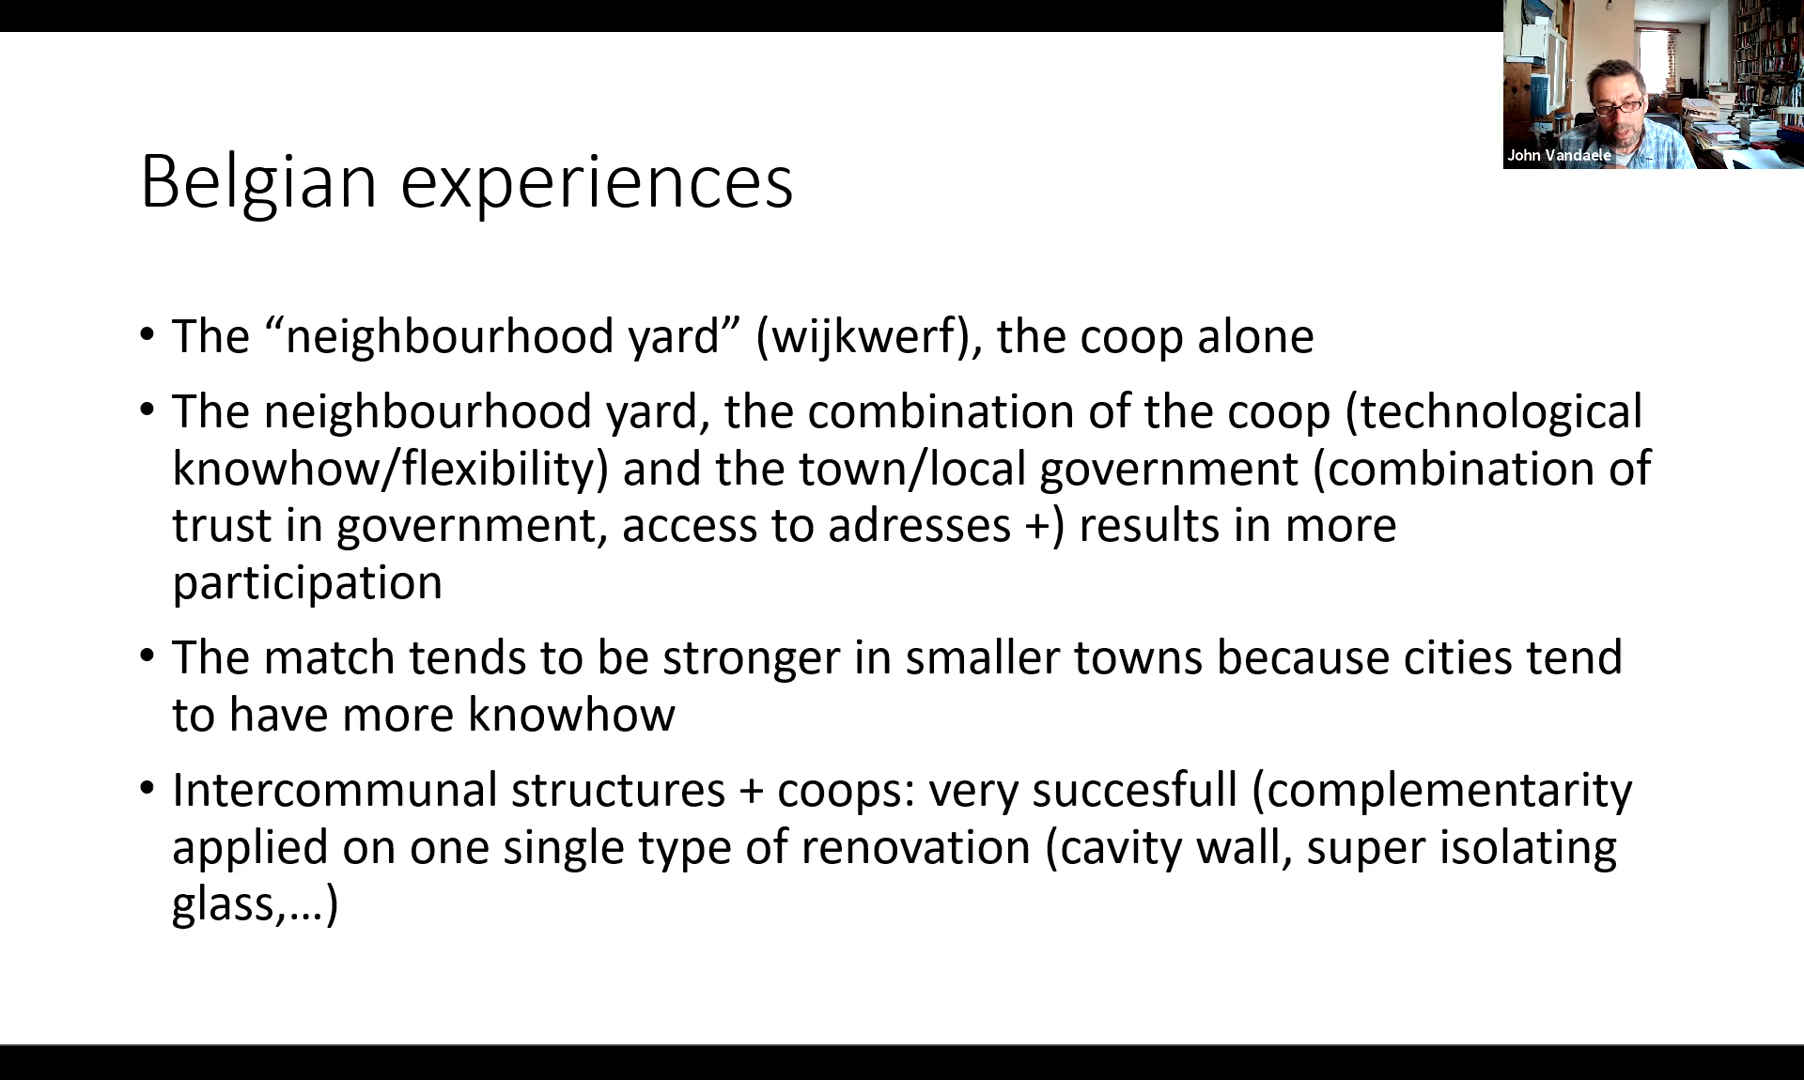 John Vandaele
Belgian experiences
• The “neighbourhood yard” (wijkwerf), the coop alone
• The neighbourhood yard, the combination of the coop (technological
knowhow/flexibility) and the town/local government (combination of
trust in government, access to adresses +) results in more
participation
• The match tends to be stronger in smaller towns because cities tend
to have more knowhow
• Intercommunal structures + coops: very succesfull (complementarity
applied on one single type of renovation (cavity wall, super isolating
glass,...)